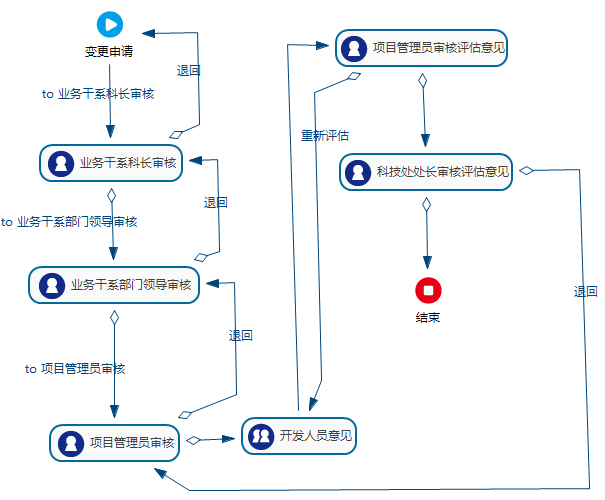 变更申请
退回
to 业务干系科长审核
业务干系科长审核
退回
to 业务干系部门领导审核
业务干系部门领导审核
退回
to 项目管理员审核
项目管理员审核
开发人员意见
项目管理员审核评估意见
重新评估
科技处处长审核评估意见
退回
结束